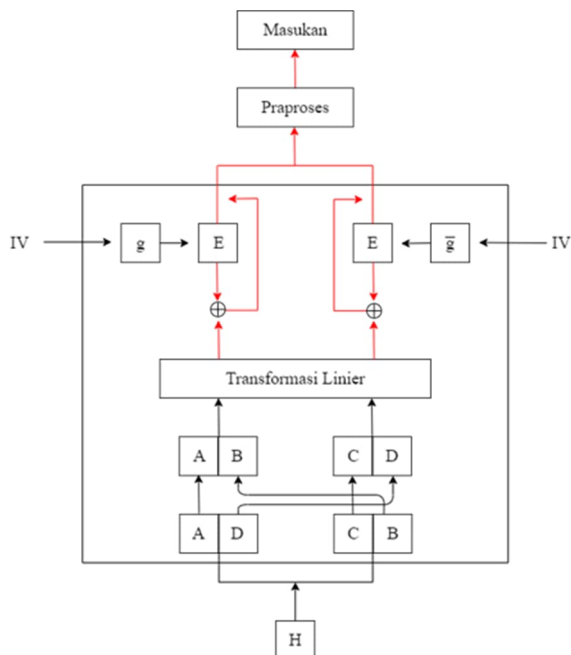 Masukan
Praproses
IV g E E g̅ IV
Transformasi Linier
A B C D
A D C B
H